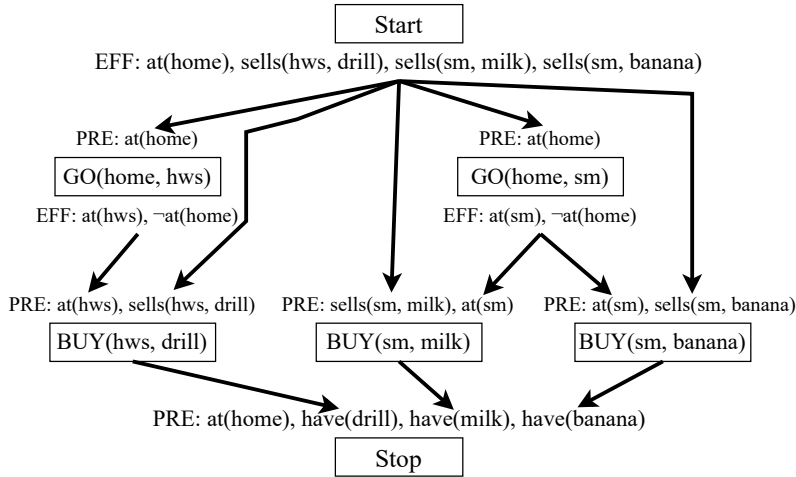 Start
EFF: at(home), sells(hws, drill), sells(sm, milk), sells(sm, banana)
PRE: at(home)
PRE: at(home)
GO(home, hws)
GO(home, sm)
EFF: at(hws), ¬at(home)
EFF: at(sm), ¬at(home)
PRE: at(hws), sells(hws, drill)
PRE: sells(sm, milk), at(sm)
PRE: at(sm), sells(sm, banana)
BUY(hws, drill)
BUY(sm, milk)
BUY(sm, banana)
PRE: at(home), have(drill), have(milk), have(banana)
Stop